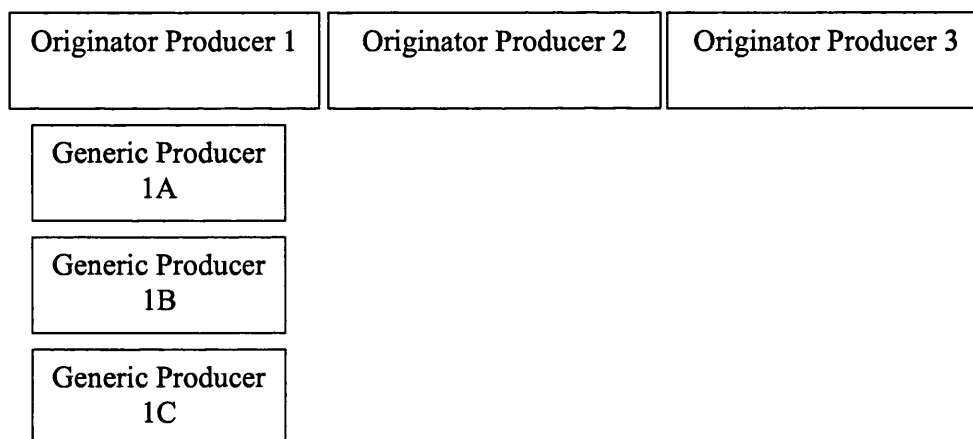 Originator Producer 1
Originator Producer 2
Originator Producer 3
Generic Producer
1A
Generic Producer
1B
Generic Producer
1C